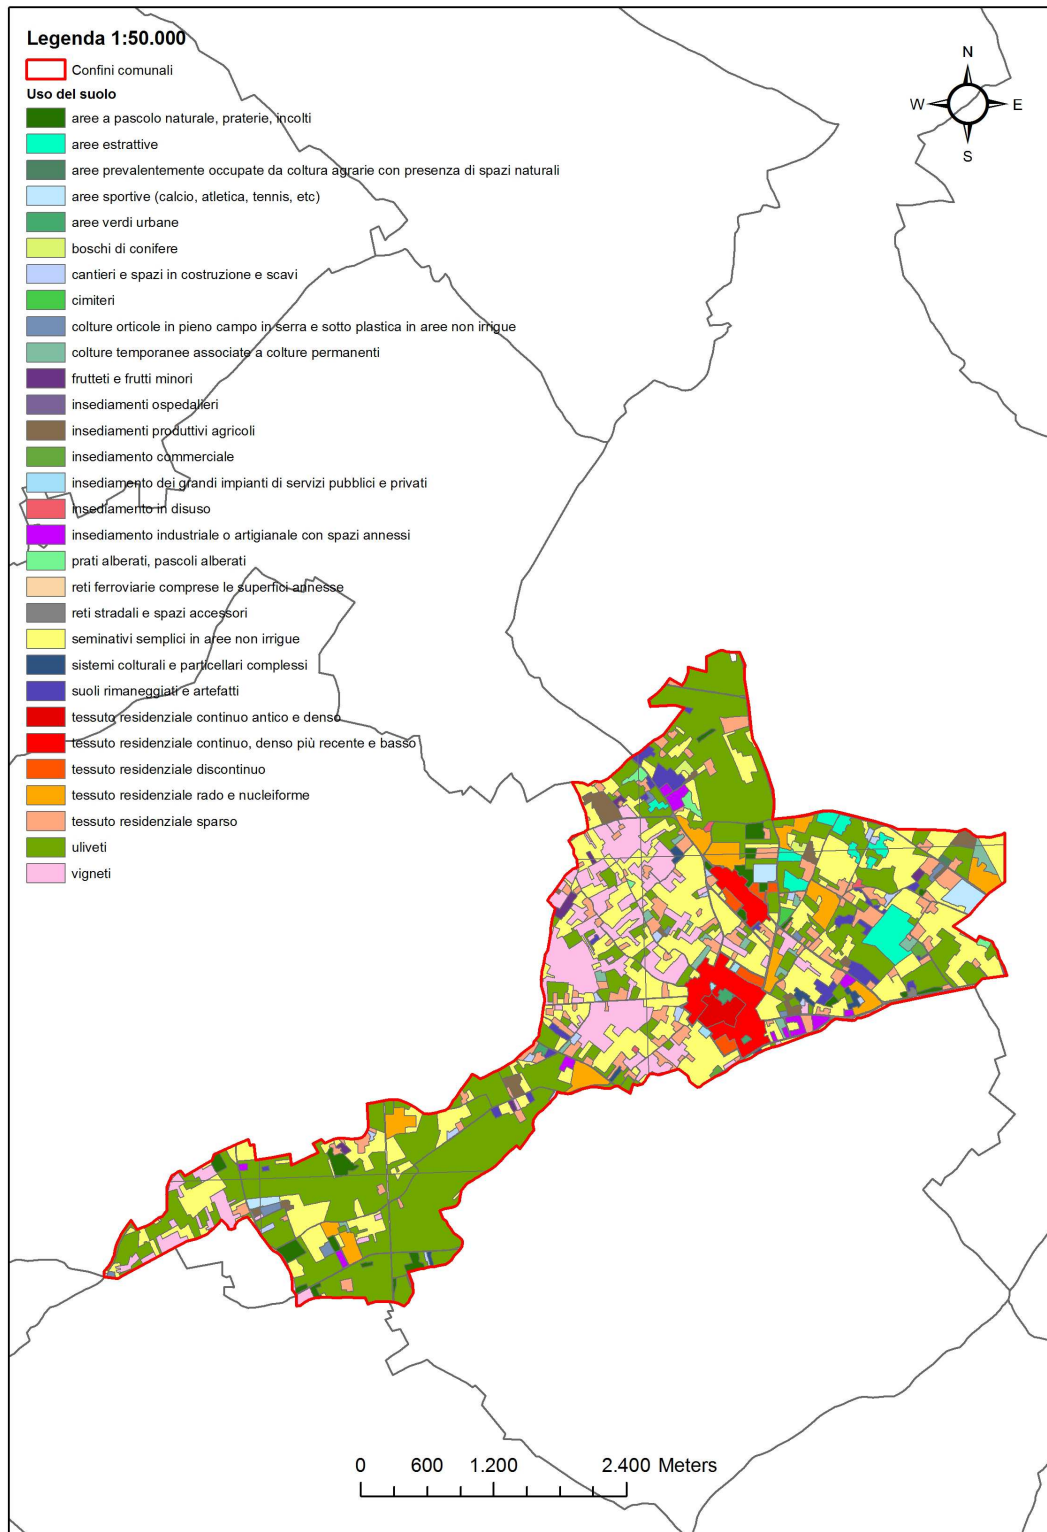 Legenda 1:50.000
Confini comunali
Uso del suolo
aree a pascolo naturale, praterie, incolti
aree estrattive
aree prevalentemente occupate da coltura agrarie con presenza di spazi naturali
aree sportive (calcio, atletica, tennis, etc)
aree verdi urbane
boschi di conifere
cantieri e spazi in costruzione e scavi
cimiteri
colture orticole in pieno campo in serra e sotto plastica in aree non irrigue
colture temporanee associate a colture permanenti
frutteti e frutti minori
insediamenti ospedalieri
insediamenti produttivi agricoli
insediamento commerciale
insediamento dei grandi impianti di servizi pubblici e privati
insediamento in disuso
insediamento industriale o artigianale con spazi annessi
prati alberati, pascoli alberati
reti ferroviarie comprese le superfici annesse
reti stradali e spazi accessori
seminativi semplici in aree non irrigue
sistemi colturali e particellari complessi
suoli rimaneggiati e artefatti
tessuto residenziale continuo antico e denso
tessuto residenziale continuo, denso più recente e basso
tessuto residenziale discontinuo
tessuto residenziale rado e nucleiforme
tessuto residenziale sparso
uliveti
vigneti
N
W E
S
0 600 1.200 2.400 Meters